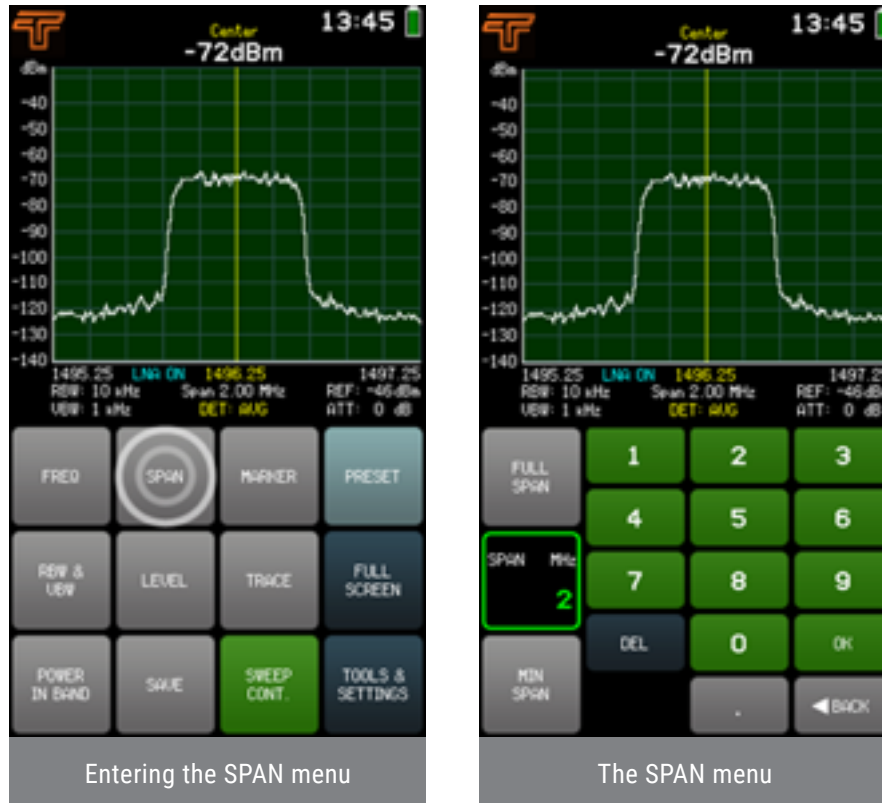 Center
13:45
-72dBm
dBm
-40
-50
-60
-70
-80
-90
-100
-110
-120
-130
-140
1495.25 LNA ON 1496.25 1497.25
RBW: 10 kHz Span 2.00 MHz REF: -46dBm
VBW: 1 kHz DET: AVG ATT: 0 dB
FREQ SPAN MARKER PRESET
RBW &
VBW
LEVEL TRACE
FULL
SCREEN
POWER
IN BAND
SAVE
SWEEP
CONT.
TOOLS &
SETTINGS
Entering the SPAN menu
Center
13:45
-72dBm
dBm
-40
-50
-60
-70
-80
-90
-100
-110
-120
-130
-140
1495.25 LNA ON 1496.25 1497.2
RBW: 10 kHz Span 2.00 MHz REF: -46dB
VBW: 1 kHz DET: AVG ATT: 0 dB
FULL
SPAN
1 2 3
4 5 6
SPAN MHz
2
7 8 9
DEL 0 OK
MIN
SPAN
. BACK
The SPAN menu